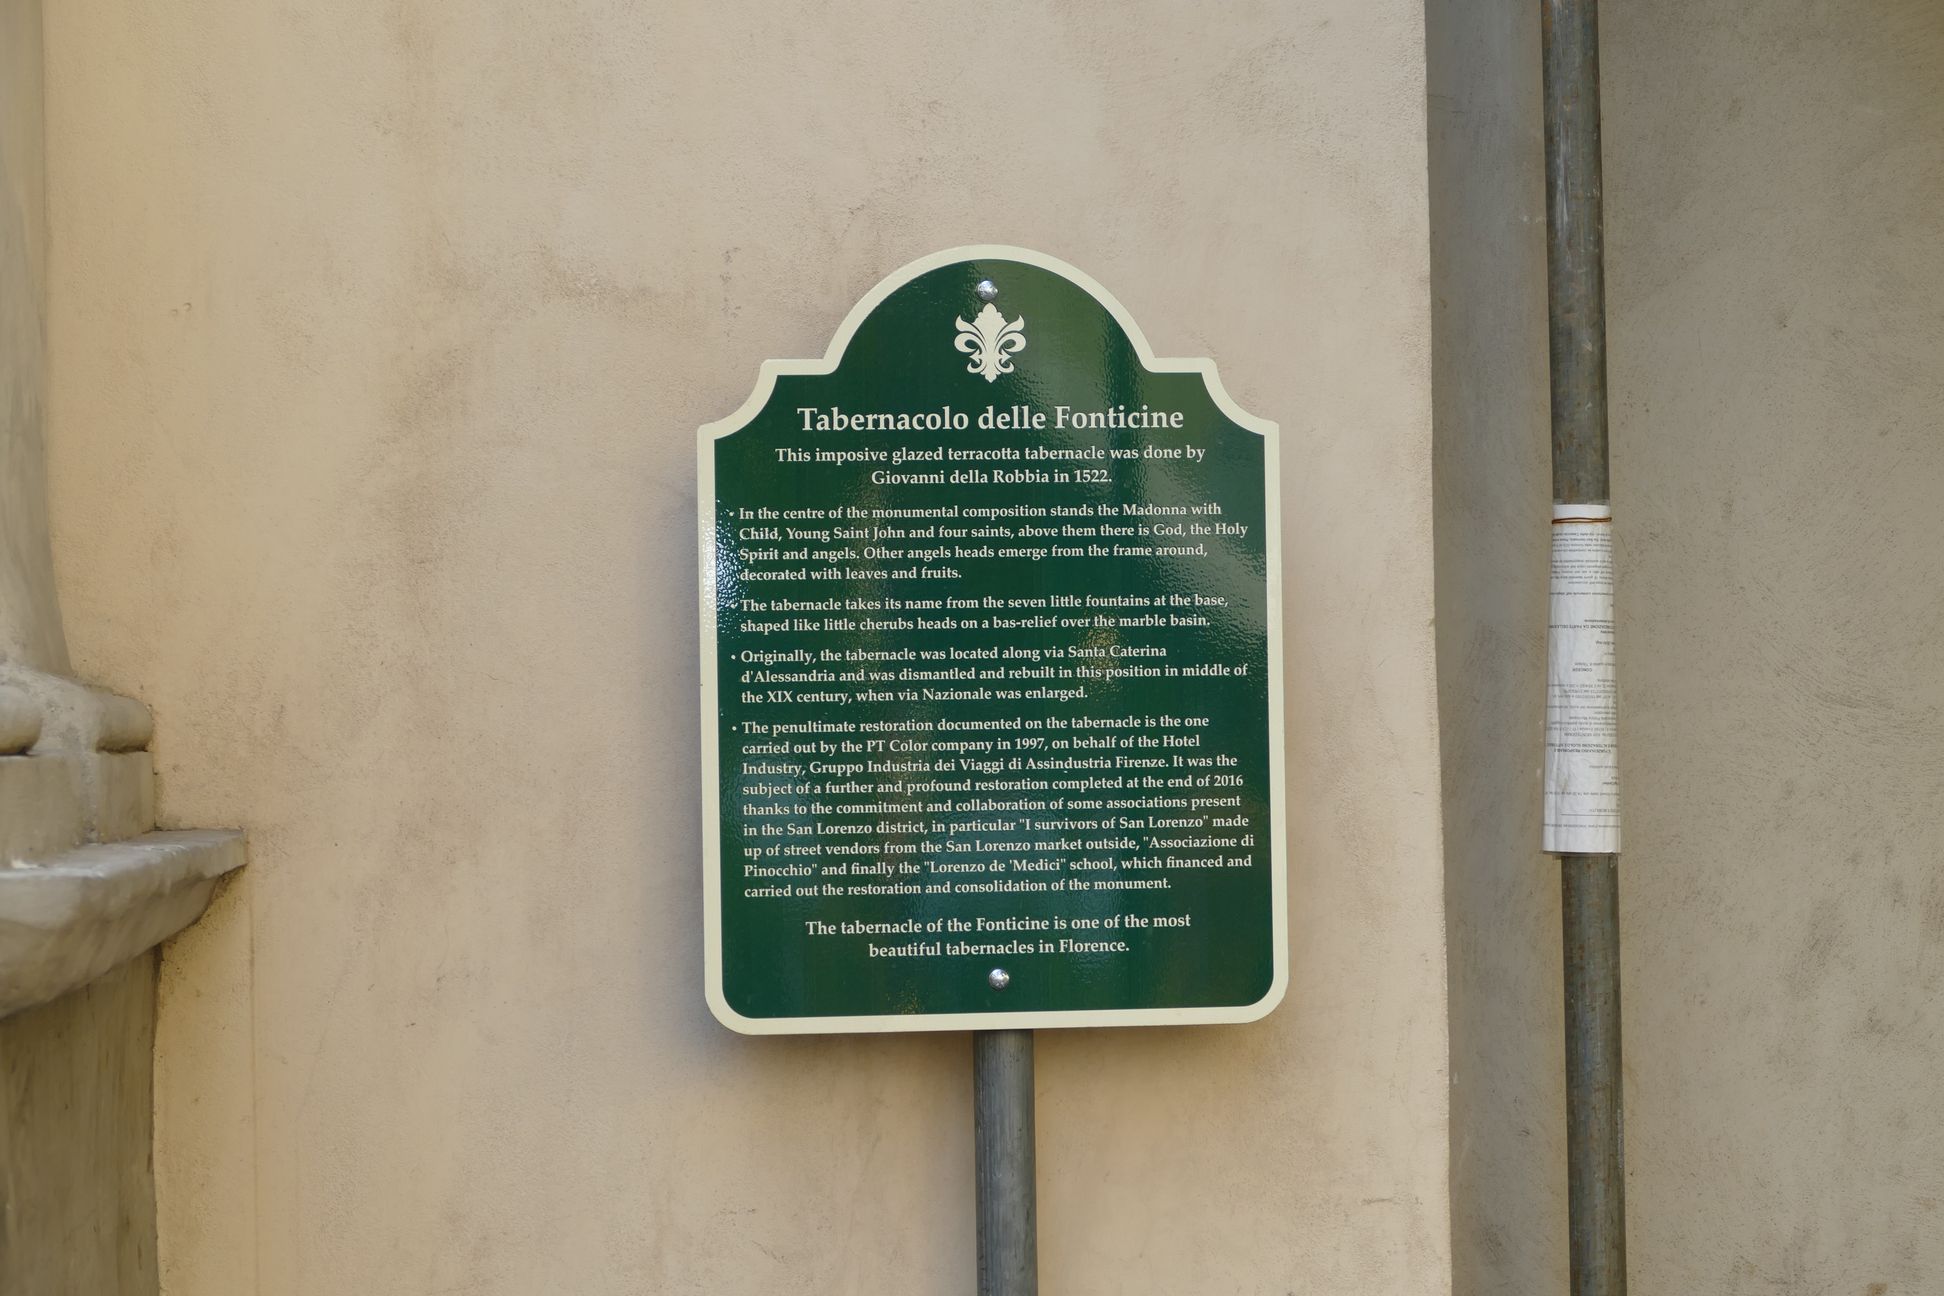 Tabernacolo delle Fonticine
This imposive glazed terracotta tabernacle was done by
Giovanni della Robbia in 1522.
• In the centre of the monumental composition stands the Madonna with
Child, Young Saint John and four saints, above them there is God, the Holy
Spirit and angels. Other angels heads emerge from the frame around,
decorated with leaves and fruits.
• The tabernacle takes its name from the seven little fountains at the base,
shaped like little cherubs heads on a bas-relief over the marble basin.
• Originally, the tabernacle was located along via Santa Caterina
d'Alessandria and was dismantled and rebuilt in this position in middle of
the XIX century, when via Nazionale was enlarged.
• The penultimate restoration documented on the tabernacle is the one
carried out by the PT Color company in 1997, on behalf of the Hotel
Industry, Gruppo Industria dei Viaggi di Assindustria Firenze. It was the
subject of a further and profound restoration completed at the end of 2016
thanks to the commitment and collaboration of some associations present
in the San Lorenzo district, in particular "I survivors of San Lorenzo" made
up of street vendors from the San Lorenzo market outside, "Associazione di
Pinocchio" and finally the "Lorenzo de 'Medici" school, which financed and
carried out the restoration and consolidation of the monument.
The tabernacle of the Fonticine is one of the most
beautiful tabernacles in Florence.